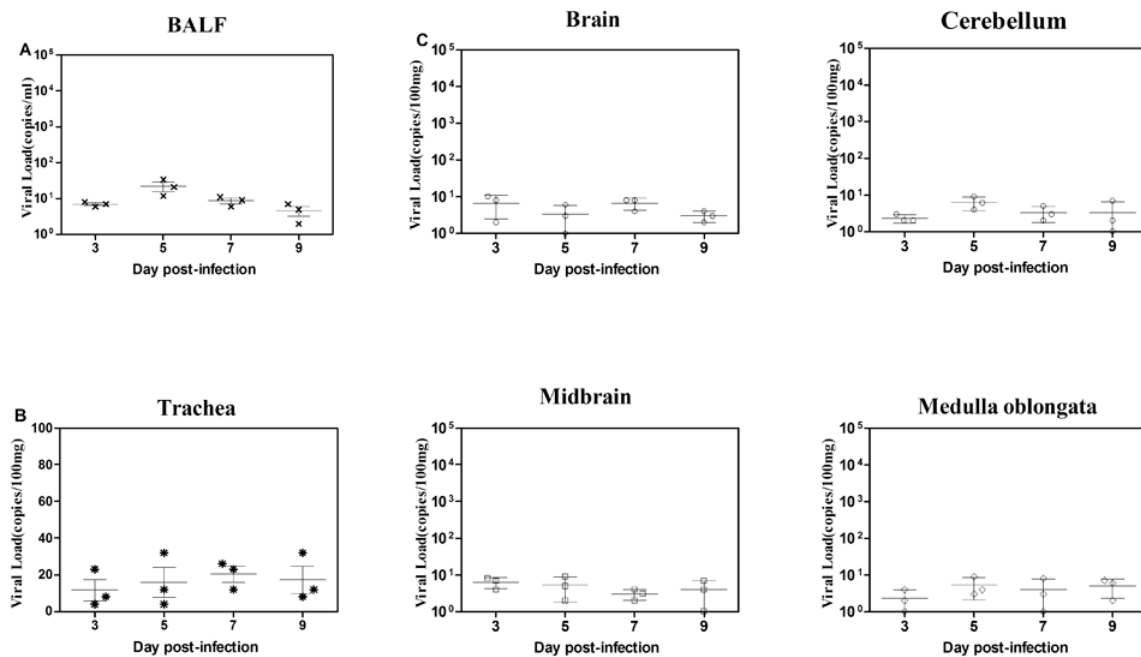 BALF
A
Viral Load(copies/ml)
10⁵
10⁴
10³
10²
10¹
10⁰
3 5 7 9
Day post-infection
Brain
C
Viral Load(copies/100mg)
10⁵
10⁴
10³
10²
10¹
10⁰
3 5 7 9
Day post-infection
Cerebellum
Viral Load(copies/100mg)
10⁵
10⁴
10³
10²
10¹
10⁰
3 5 7 9
Day post-infection
Trachea
B
Viral Load(copies/100mg)
100
80
60
40
20
0
3 5 7 9
Day post-infection
Midbrain
Viral Load(copies/100mg)
10⁵
10⁴
10³
10²
10¹
10⁰
3 5 7 9
Day post-infection
Medulla oblongata
Viral Load(copies/100mg)
10⁵
10⁴
10³
10²
10¹
10⁰
3 5 7 9
Day post-infection